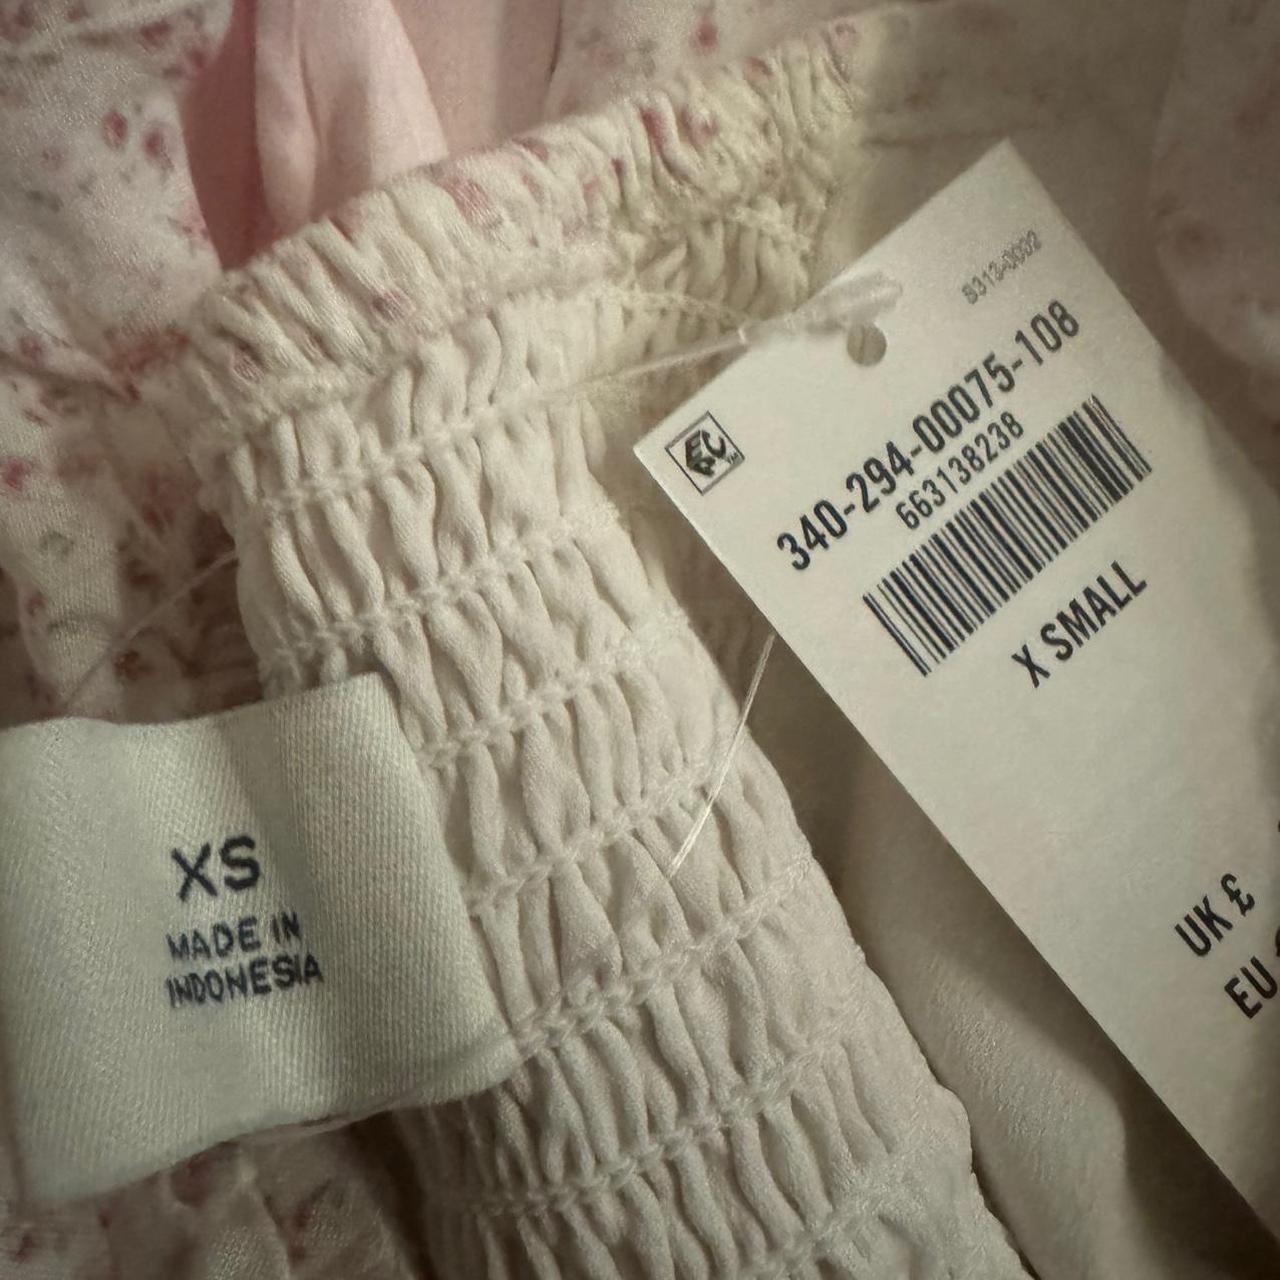 XS
MADE IN
INDONESIA
340-294-00075-108
663138238
X SMALL
UK £
EU